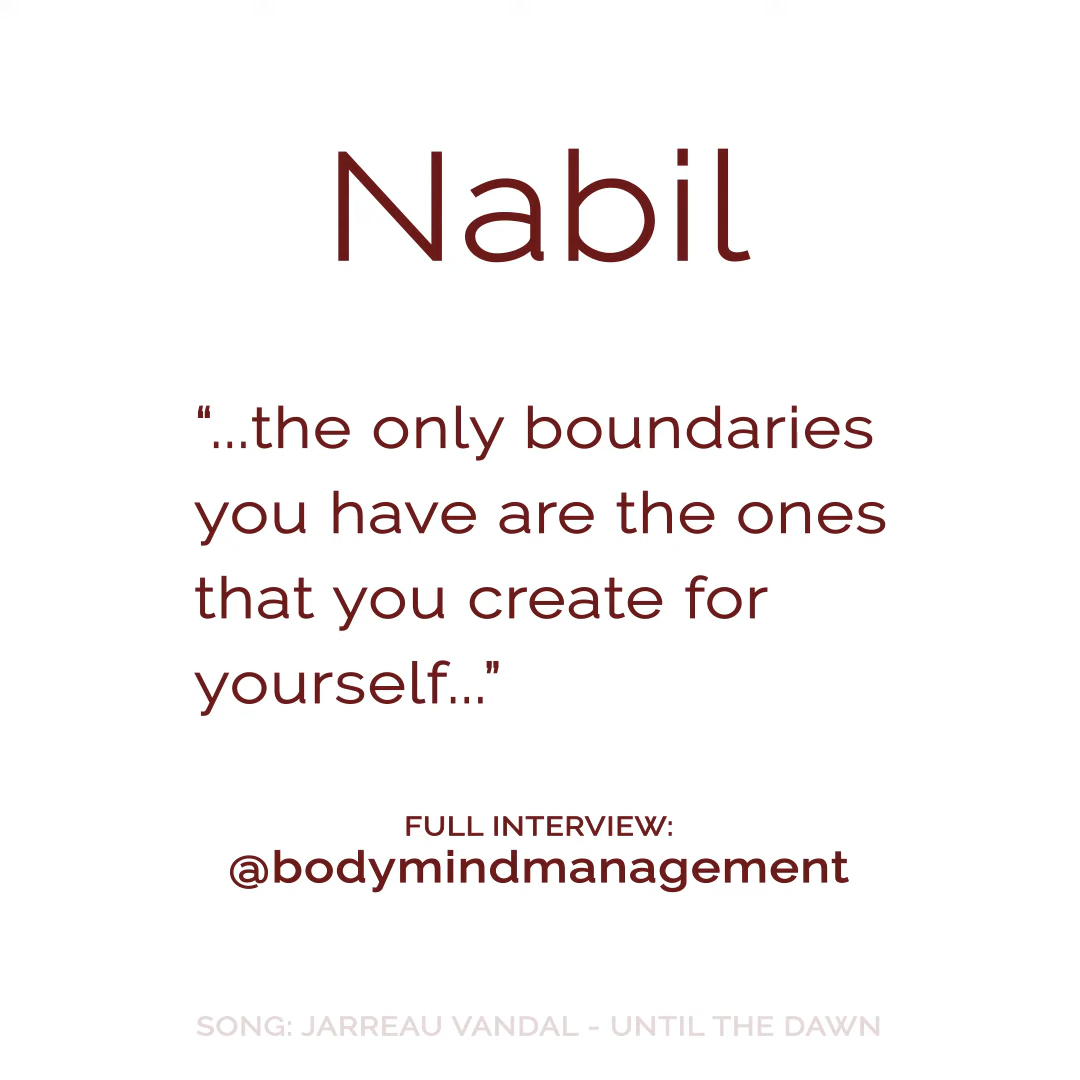 Nabil
“...the only boundaries
you have are the ones
that you create for
yourself...”
FULL INTERVIEW:
@bodymindmanagement
SONG: JARREAU VANDAL - UNTIL THE DAWN